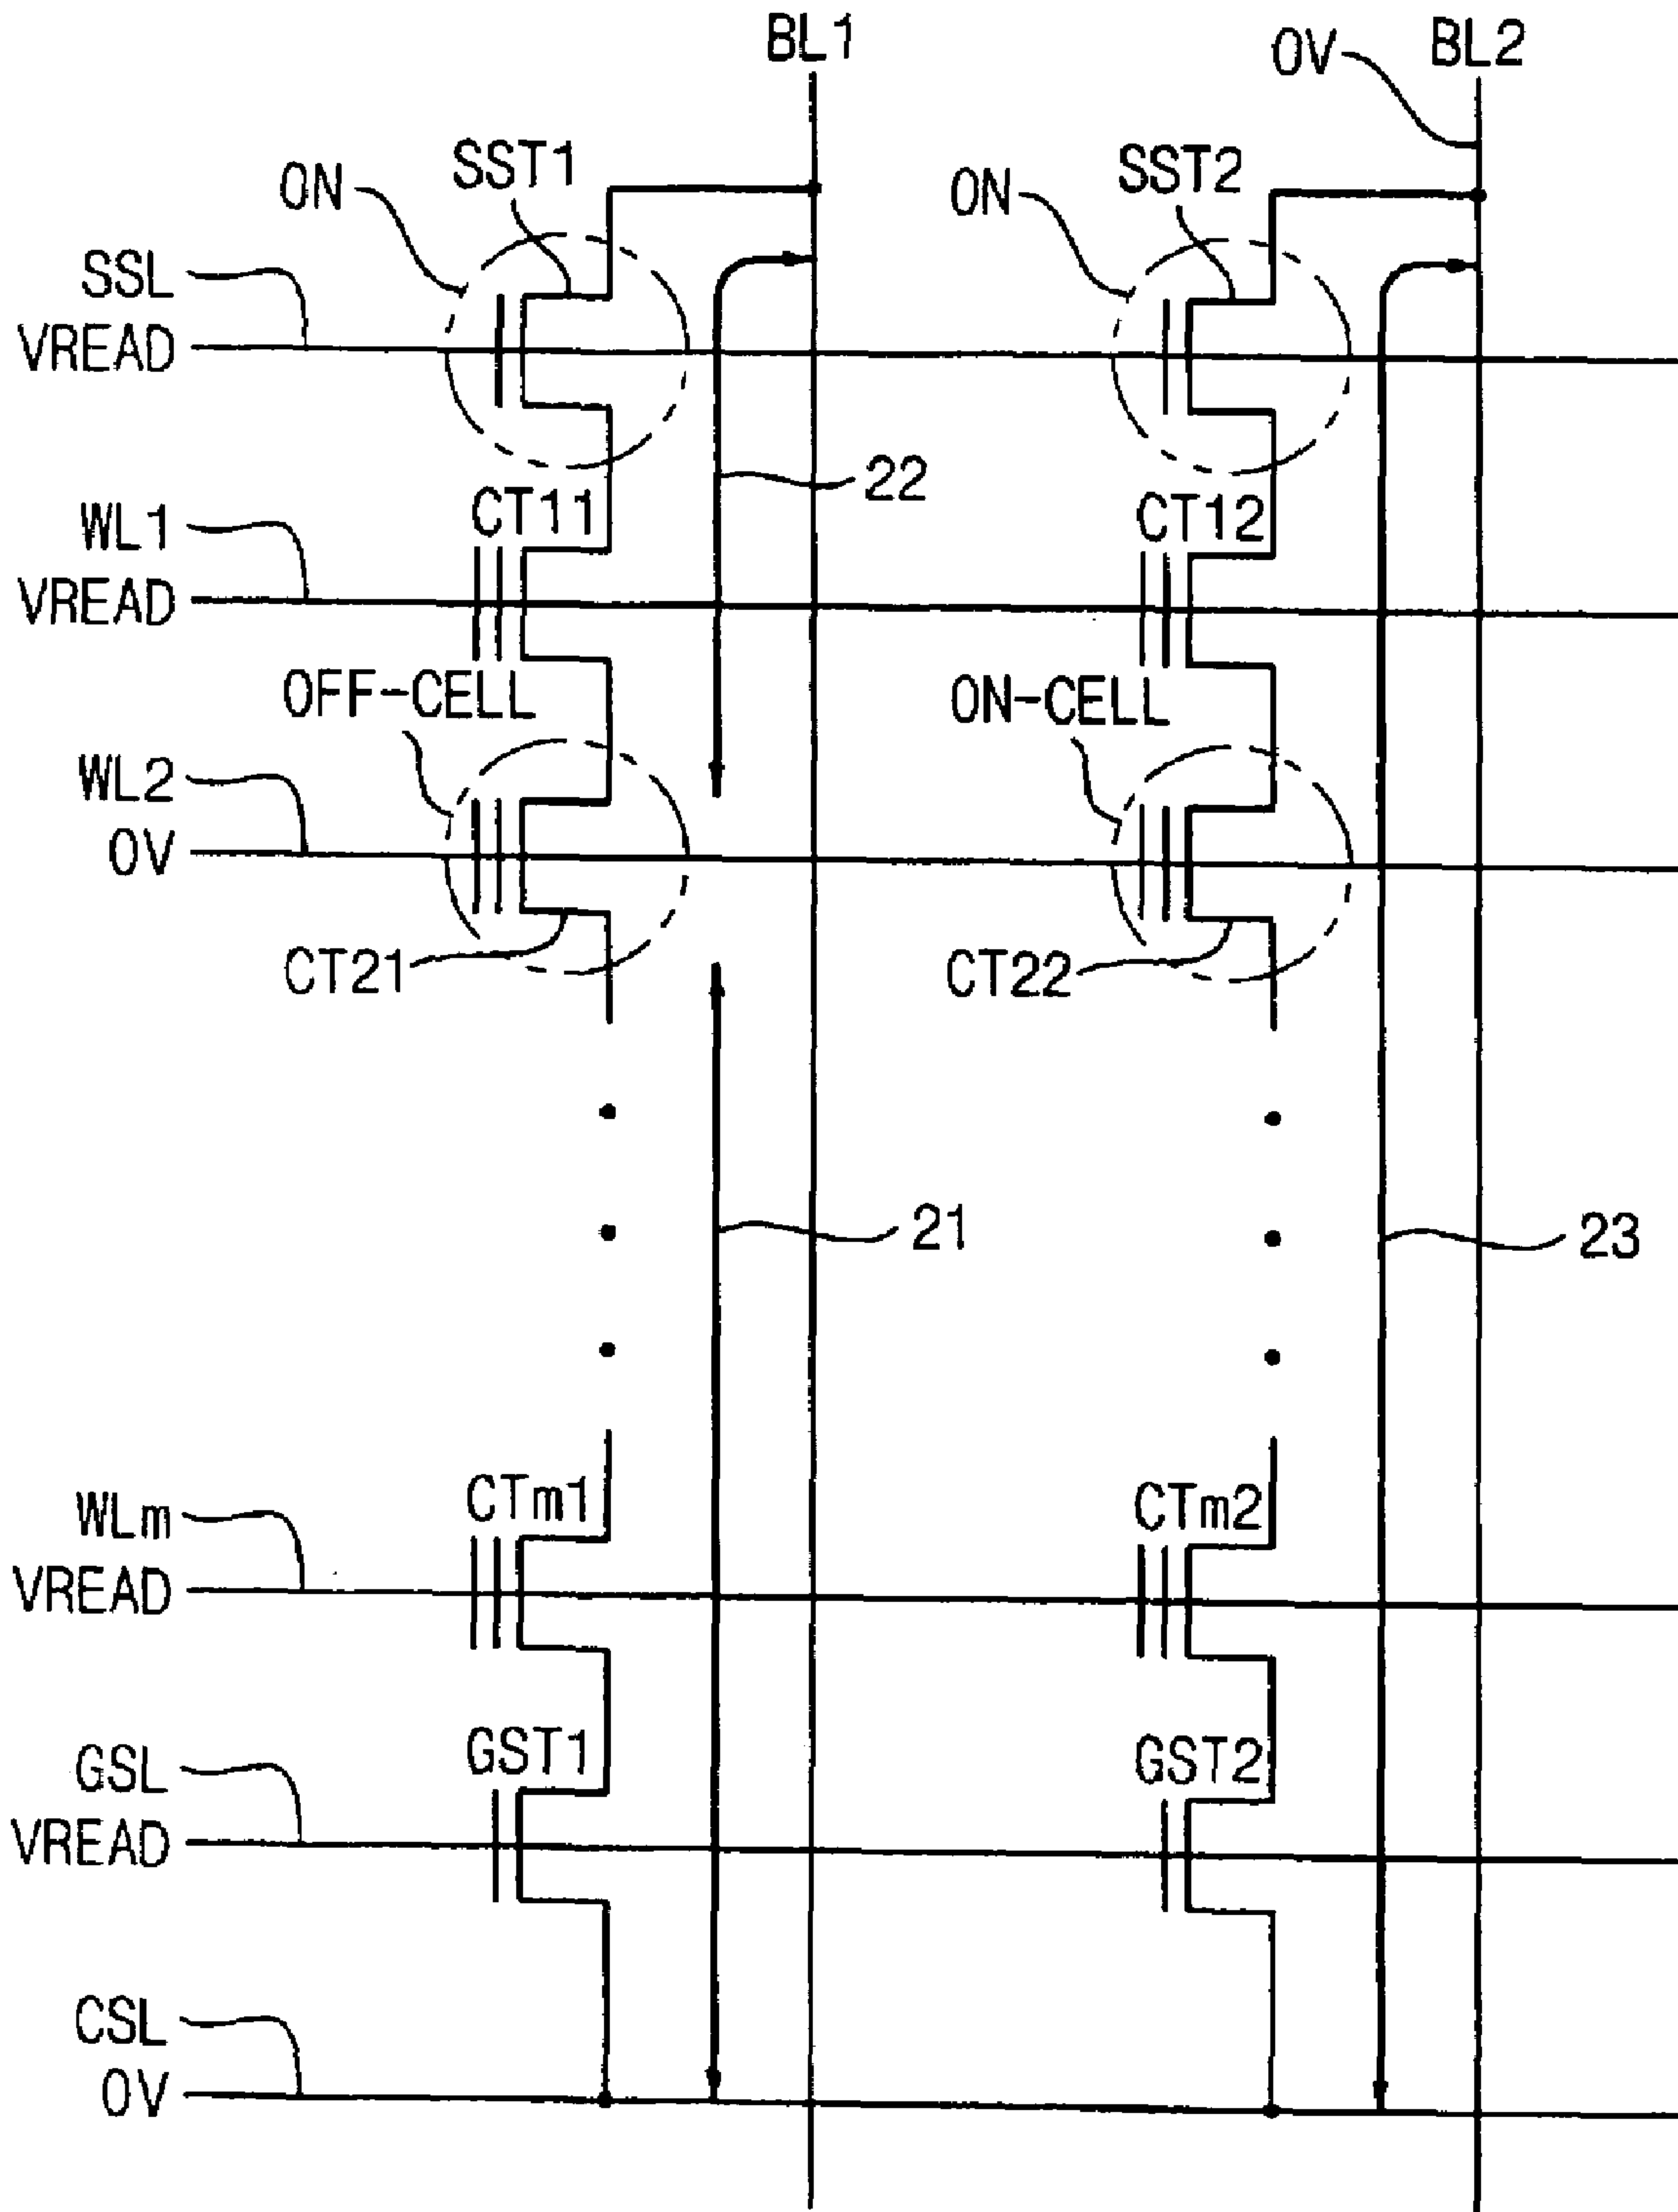 BL1
0V
BL2
ON
SST1
ON
SST2
SSL
VREAD
22
WL1
VREAD
CT11
CT12
OFF-CELL
ON-CELL
WL2
0V
CT21
CT22
21
23
WLm
VREAD
CTm1
CTm2
GSL
VREAD
GST1
GST2
CSL
0V